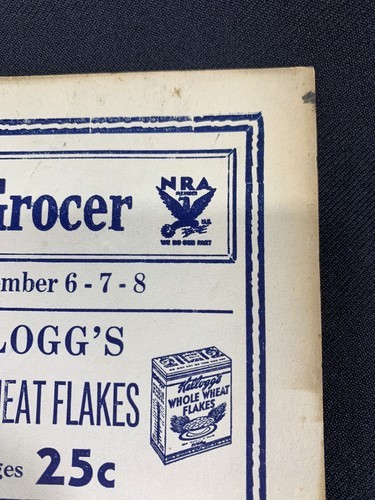 NRA
MEMBER
U.S.
WE DO OUR PART
Grocer
mber 6 - 7 - 8
LOGG'S
EAT FLAKES
ges 25c
Kellogg's
WHOLE WHEAT
FLAKES